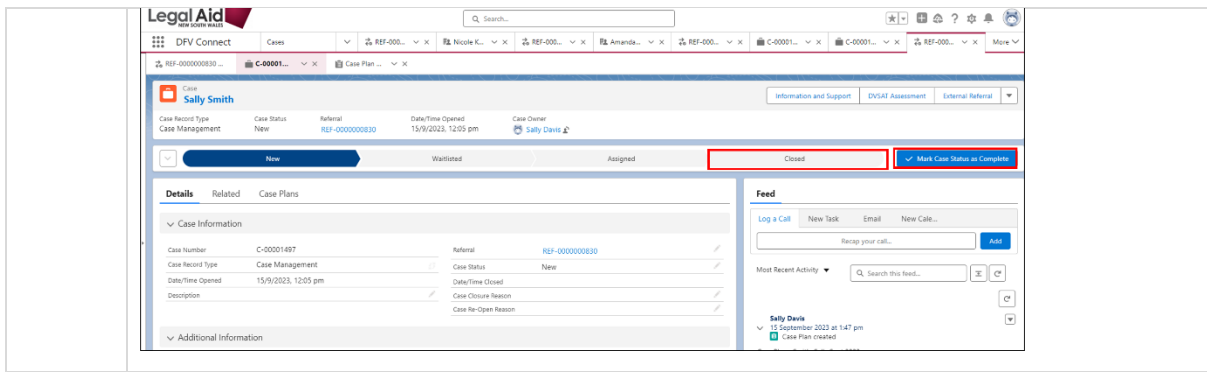 Legal Aid
NEW SOUTH WALES
Search...
DFV Connect Cases REF-000... Nicole K... REF-000... Amanda... REF-000... C-00001... C-00001... REF-000... More
REF-0000000830 ... C-00001... Case Plan ...
Case
Sally Smith
Information and Support DVSAT Assessment External Referral
Case Record Type Case Status Referral Date/Time Opened Case Owner
Case Management New REF-0000000830 15/9/2023, 12:05 pm Sally Davis
New Waitlisted Assigned Closed Mark Case Status as Complete
Details Related Case Plans
Feed
Log a Call New Task Email New Cale...
Case Information
Recap your call... Add
Case Number C-00001497 Referral REF-0000000830
Case Record Type Case Management Case Status New
Most Recent Activity Search this feed...
Date/Time Opened 15/9/2023, 12:05 pm Date/Time Closed
Description Case Closure Reason
Case Re-Open Reason
Sally Davis
15 September 2023 at 1:47 pm
Case Plan created
Additional Information